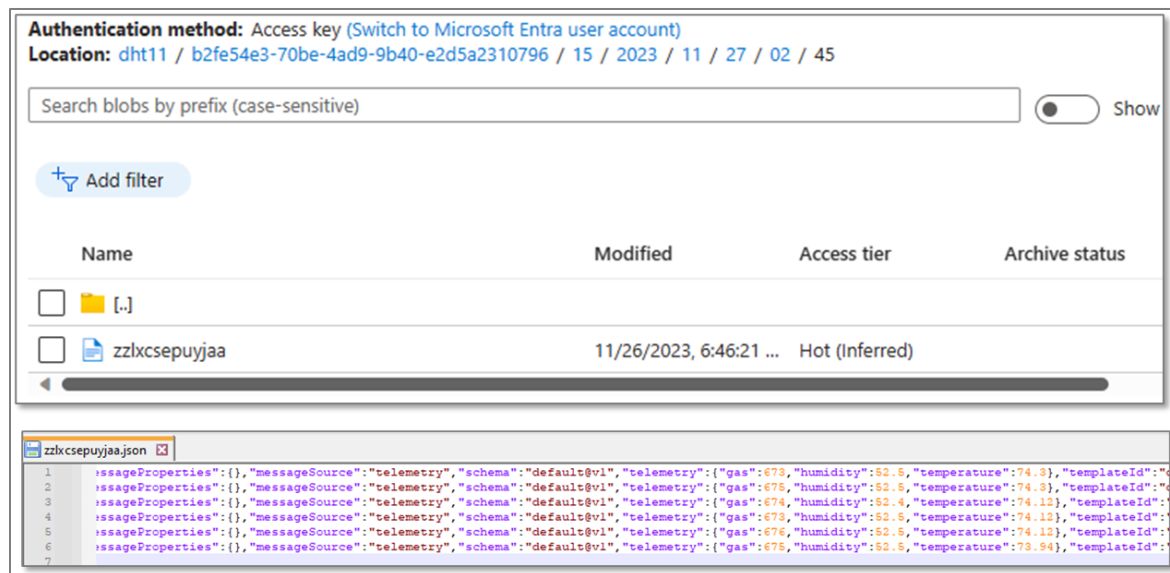 Authentication method: Access key (Switch to Microsoft Entra user account)
Location: dht11 / b2fe54e3-70be-4ad9-9b40-e2d5a2310796 / 15 / 2023 / 11 / 27 / 02 / 45
Search blobs by prefix (case-sensitive)
Show
Add filter
Name Modified Access tier Archive status
[..]
zzlxcsepuyjaa 11/26/2023, 6:46:21 ... Hot (Inferred)
zzlxcsepuyjaa.json
1 essageProperties":{},"messageSource":"telemetry","schema":"default@v1","telemetry":{"gas":673,"humidity":52.5,"temperature":74.3},"templateId":"
2 essageProperties":{},"messageSource":"telemetry","schema":"default@v1","telemetry":{"gas":675,"humidity":52.5,"temperature":74.3},"templateId":"
3 essageProperties":{},"messageSource":"telemetry","schema":"default@v1","telemetry":{"gas":674,"humidity":52.4,"temperature":74.12},"templateId":"
4 essageProperties":{},"messageSource":"telemetry","schema":"default@v1","telemetry":{"gas":673,"humidity":52.5,"temperature":74.12},"templateId":"
5 essageProperties":{},"messageSource":"telemetry","schema":"default@v1","telemetry":{"gas":676,"humidity":52.5,"temperature":74.12},"templateId":"
6 essageProperties":{},"messageSource":"telemetry","schema":"default@v1","telemetry":{"gas":675,"humidity":52.5,"temperature":73.94},"templateId":"
7